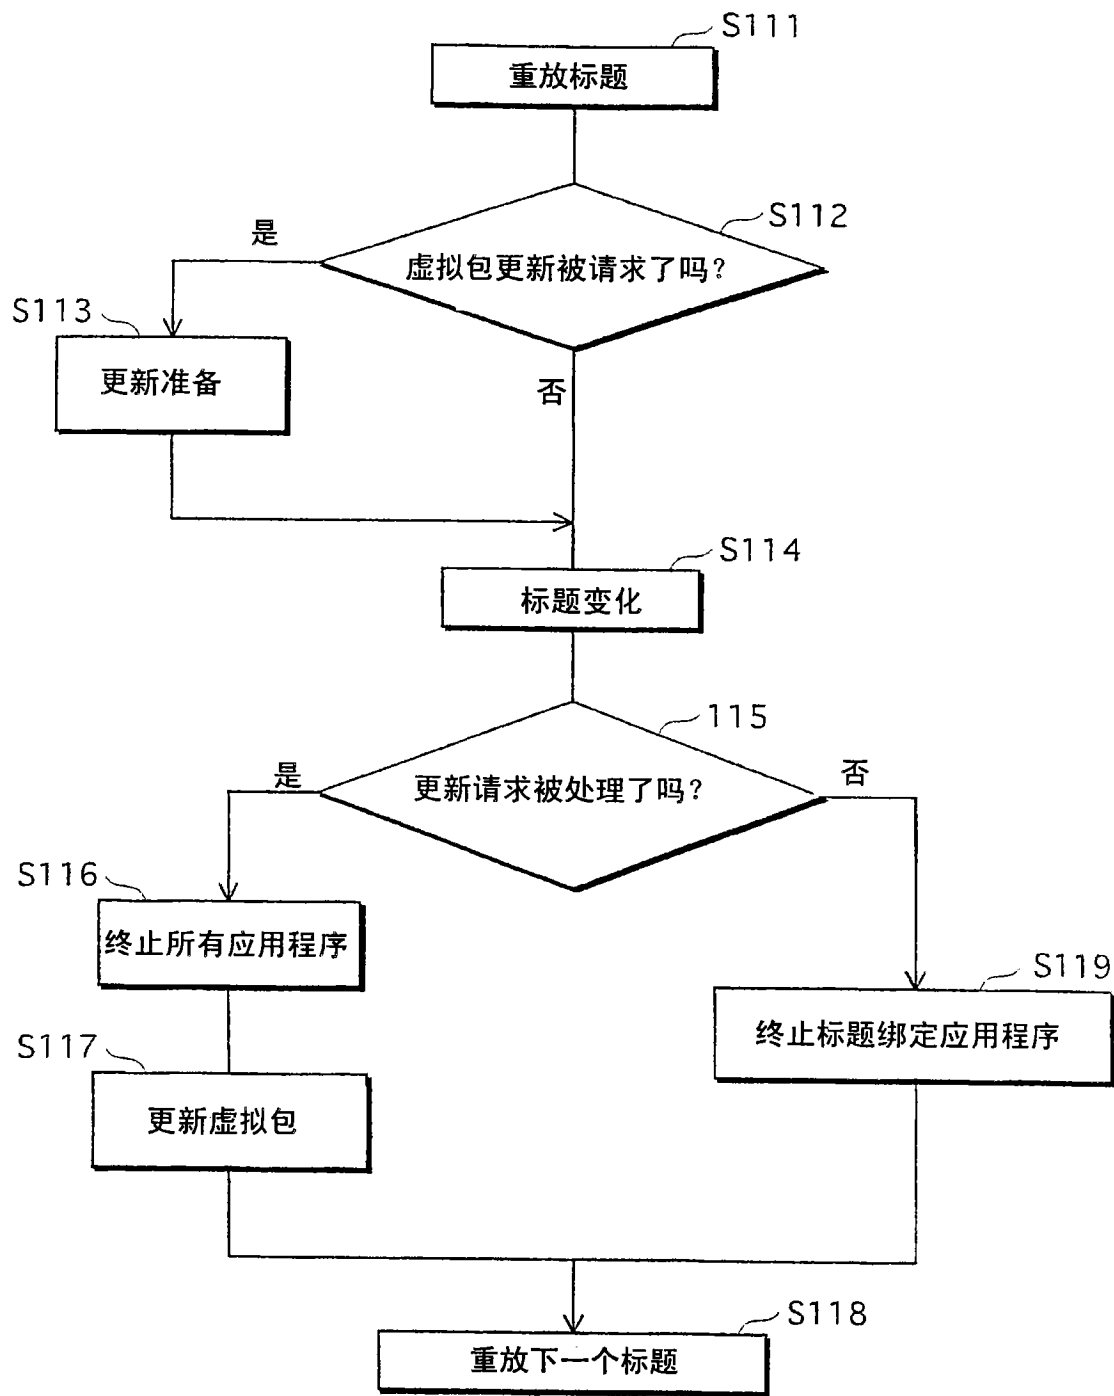 S111
重放标题
S112
虚拟包更新被请求了吗？
是
S113
更新准备
否
S114
标题变化
115
更新请求被处理了吗？
是
否
S116
终止所有应用程序
S119
终止标题绑定应用程序
S117
更新虚拟包
S118
重放下一个标题